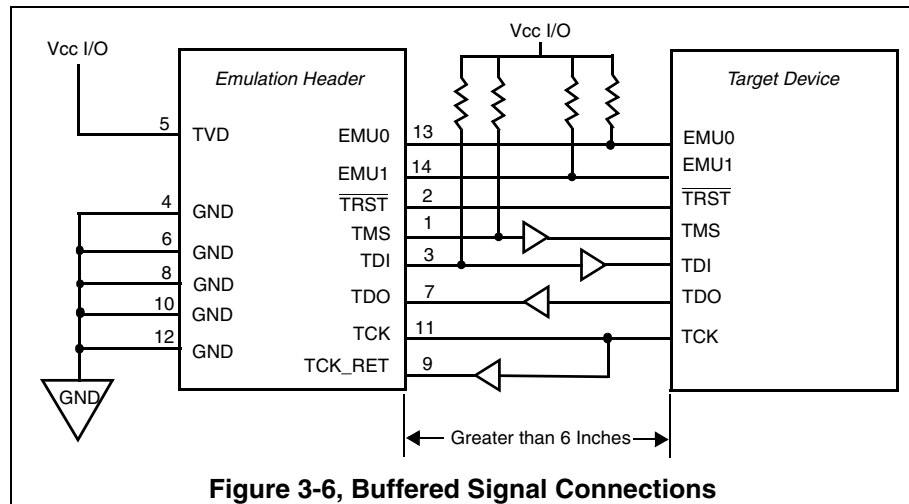 Vcc I/O
Vcc I/O
Emulation Header
Target Device
5 TVD
EMU0 13 EMU0
EMU1 14 EMU1
TRST 2 TRST
4 GND
TMS 1 TMS
6 GND
TDI 3 TDI
8 GND
TDO 7 TDO
10 GND
TCK 11 TCK
12 GND
TCK_RET 9
GND
Greater than 6 Inches
Figure 3-6, Buffered Signal Connections